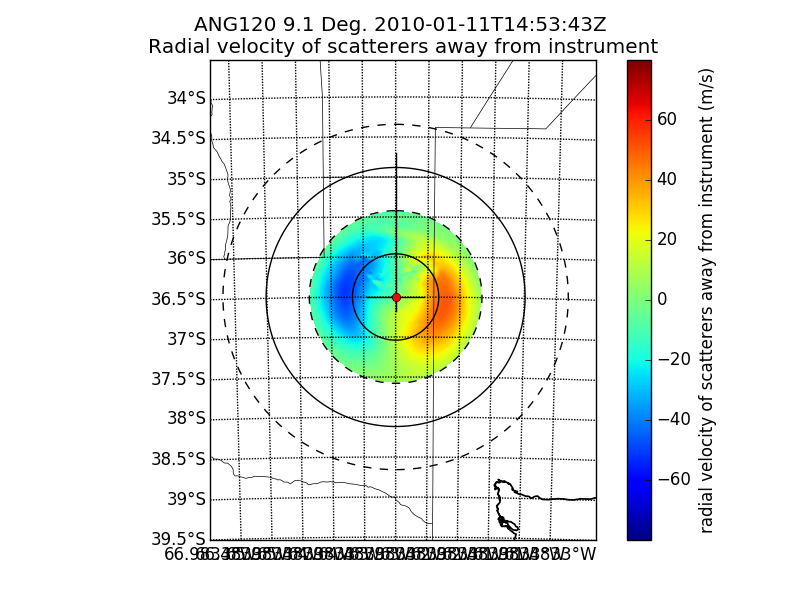 ANG120 9.1 Deg. 2010-01-11T14:53:43Z
Radial velocity of scatterers away from instrument
34°S
34.5°S
35°S
35.5°S
36°S
36.5°S
37°S
37.5°S
38°S
38.5°S
39°S
39.5°S
60
40
20
0
−20
−40
−60
radial velocity of scatterers away from instrument (m/s)